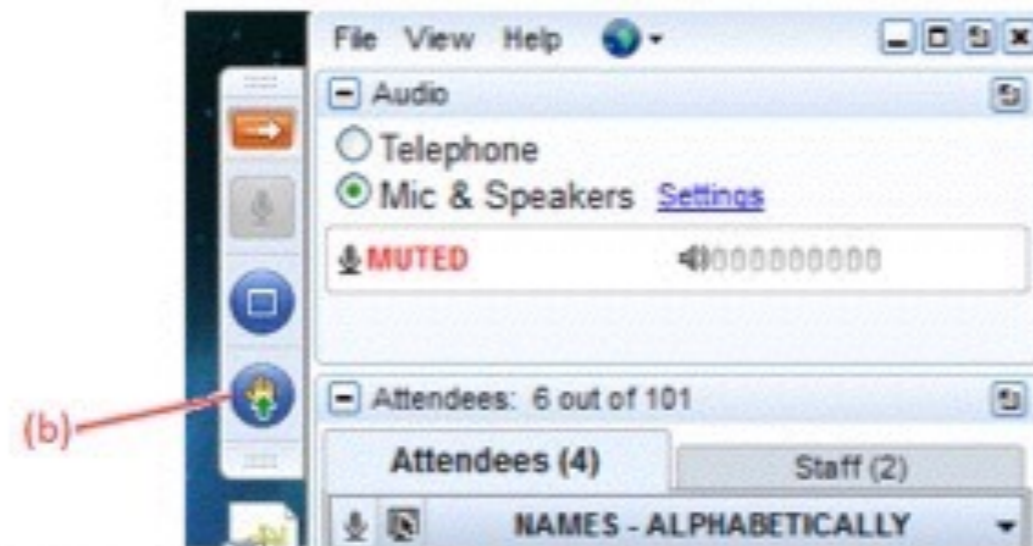 File View Help
Audio
Telephone
Mic & Speakers Settings
MUTED
Attendees: 6 out of 101
(b)
Attendees (4) Staff (2)
NAMES - ALPHABETICALLY